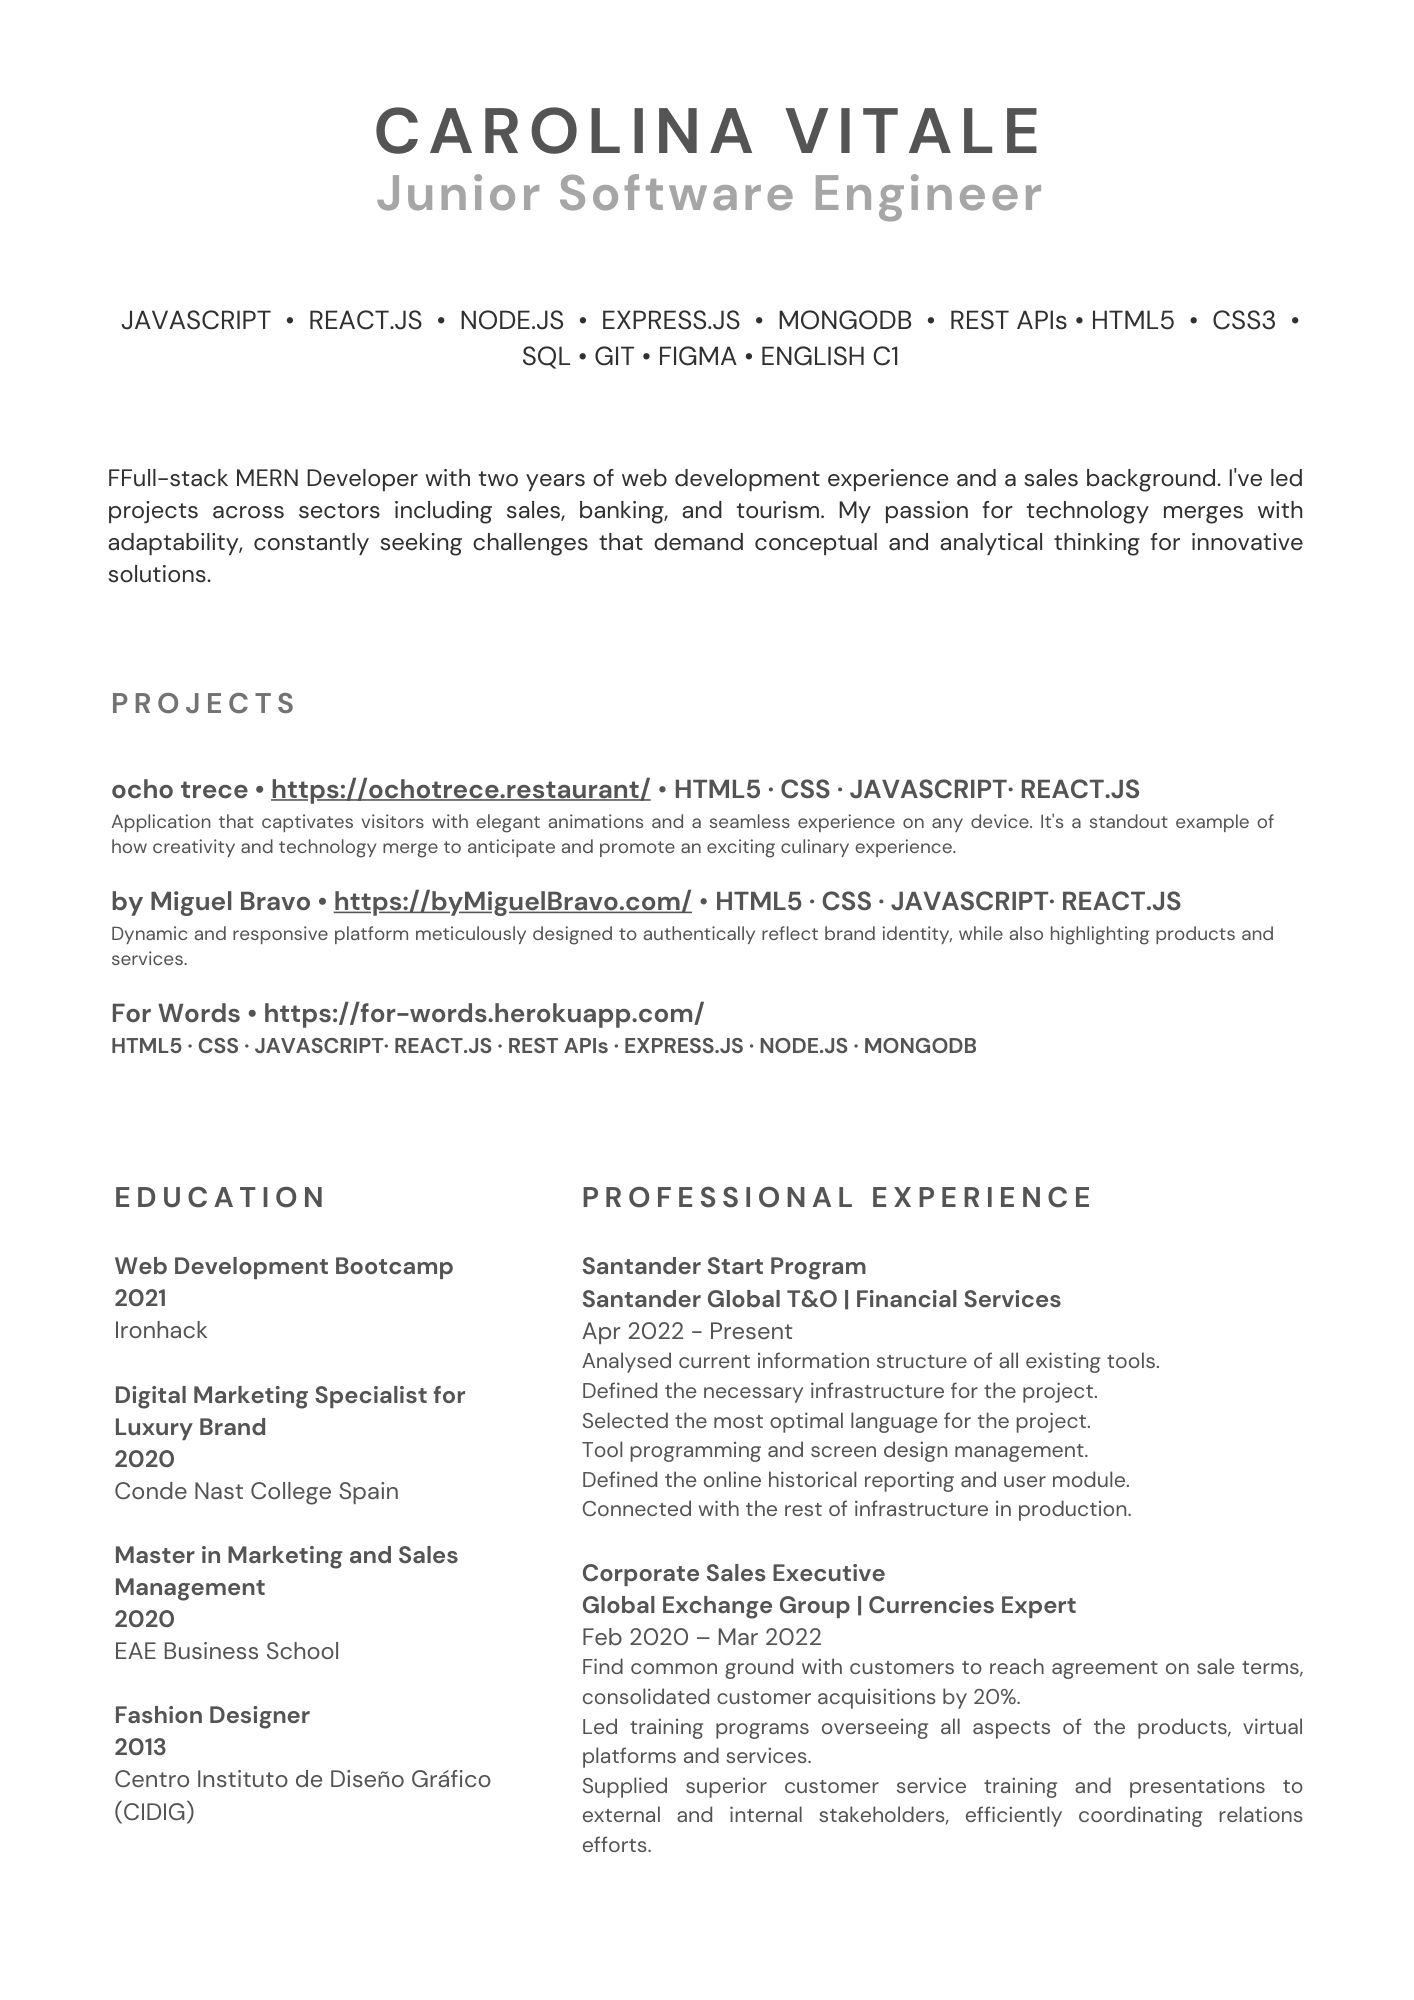 CAROLINA VITALE
Junior Software Engineer
JAVASCRIPT • REACT.JS • NODE.JS • EXPRESS.JS • MONGODB • REST APIs • HTML5 • CSS3 •
SQL • GIT • FIGMA • ENGLISH C1
FFull-stack MERN Developer with two years of web development experience and a sales background. I've led
projects across sectors including sales, banking, and tourism. My passion for technology merges with
adaptability, constantly seeking challenges that demand conceptual and analytical thinking for innovative
solutions.
PROJECTS
ocho trece • https://ochotrece.restaurant/ • HTML5 · CSS · JAVASCRIPT· REACT.JS
Application that captivates visitors with elegant animations and a seamless experience on any device. It's a standout example of
how creativity and technology merge to anticipate and promote an exciting culinary experience.
by Miguel Bravo • https://byMiguelBravo.com/ • HTML5 · CSS · JAVASCRIPT· REACT.JS
Dynamic and responsive platform meticulously designed to authentically reflect brand identity, while also highlighting products and
services.
For Words • https://for-words.herokuapp.com/
HTML5 · CSS · JAVASCRIPT· REACT.JS · REST APIs · EXPRESS.JS · NODE.JS · MONGODB
EDUCATION
Web Development Bootcamp
2021
Ironhack
Digital Marketing Specialist for
Luxury Brand
2020
Conde Nast College Spain
Master in Marketing and Sales
Management
2020
EAE Business School
Fashion Designer
2013
Centro Instituto de Diseño Gráfico
(CIDIG)
PROFESSIONAL EXPERIENCE
Santander Start Program
Santander Global T&O | Financial Services
Apr 2022 - Present
Analysed current information structure of all existing tools.
Defined the necessary infrastructure for the project.
Selected the most optimal language for the project.
Tool programming and screen design management.
Defined the online historical reporting and user module.
Connected with the rest of infrastructure in production.
Corporate Sales Executive
Global Exchange Group | Currencies Expert
Feb 2020 – Mar 2022
Find common ground with customers to reach agreement on sale terms,
consolidated customer acquisitions by 20%.
Led training programs overseeing all aspects of the products, virtual
platforms and services.
Supplied superior customer service training and presentations to
external and internal stakeholders, efficiently coordinating relations
efforts.